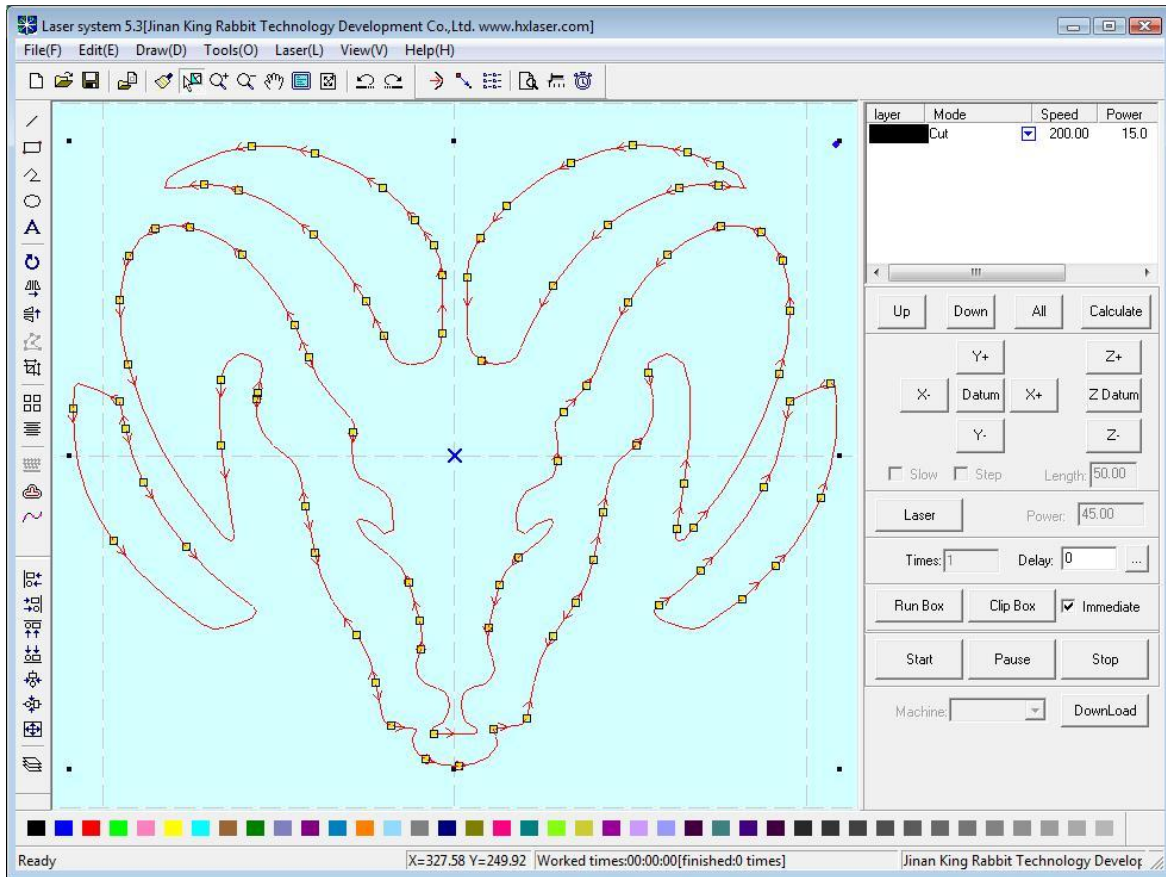 Laser system 5.3[Jinan King Rabbit Technology Development Co.,Ltd. www.hxlaser.com]
File(F) Edit(E) Draw(D) Tools(O) Laser(L) View(V) Help(H)
layer Mode Speed Power
Cut 200.00 15.0
Up Down All Calculate
Y+ Z+
X- Datum X+ Z Datum
Y- Z-
Slow Step Length: 50.00
Laser Power: 45.00
Times: 1 Delay: 0 ...
Run Box Clip Box Immediate
Start Pause Stop
Machine: DownLoad
Ready X=327.58 Y=249.92 Worked times:00:00:00[finished:0 times] Jinan King Rabbit Technology Develop